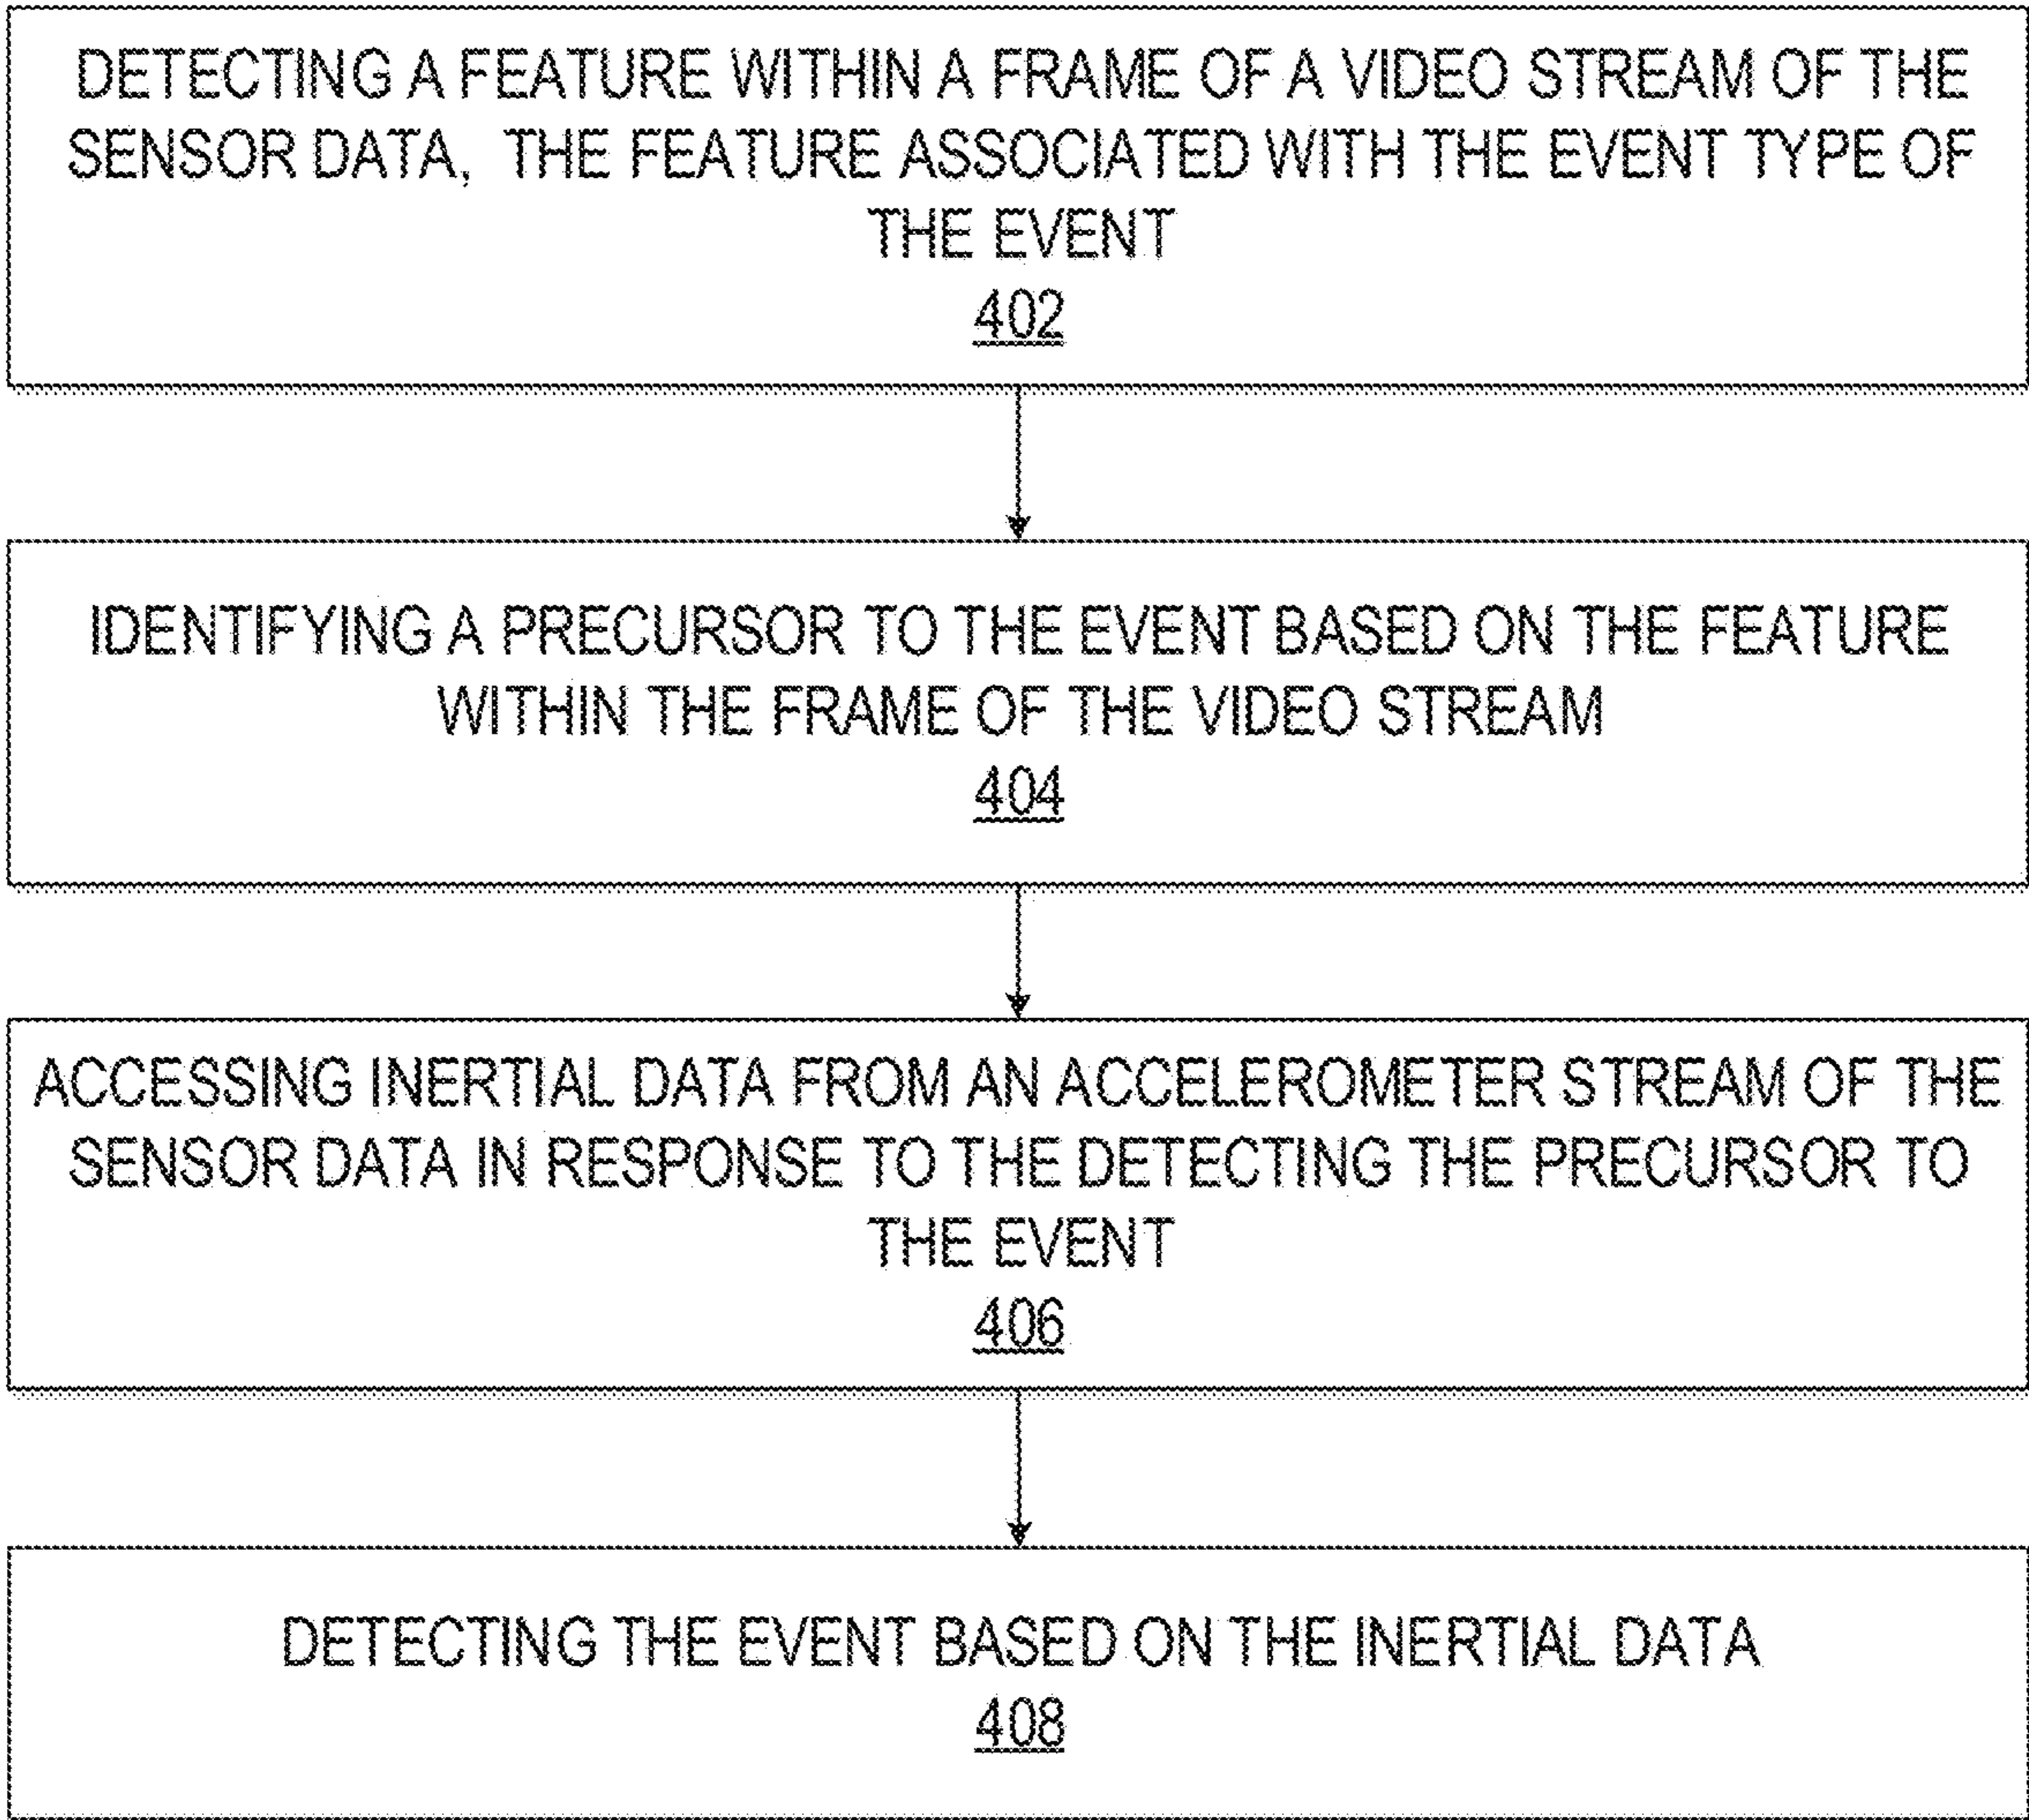 DETECTING A FEATURE WITHIN A FRAME OF A VIDEO STREAM OF THE
SENSOR DATA, THE FEATURE ASSOCIATED WITH THE EVENT TYPE OF
THE EVENT
402
IDENTIFYING A PRECURSOR TO THE EVENT BASED ON THE FEATURE
WITHIN THE FRAME OF THE VIDEO STREAM
404
ACCESSING INERTIAL DATA FROM AN ACCELEROMETER STREAM OF THE
SENSOR DATA IN RESPONSE TO THE DETECTING THE PRECURSOR TO
THE EVENT
406
DETECTING THE EVENT BASED ON THE INERTIAL DATA
408